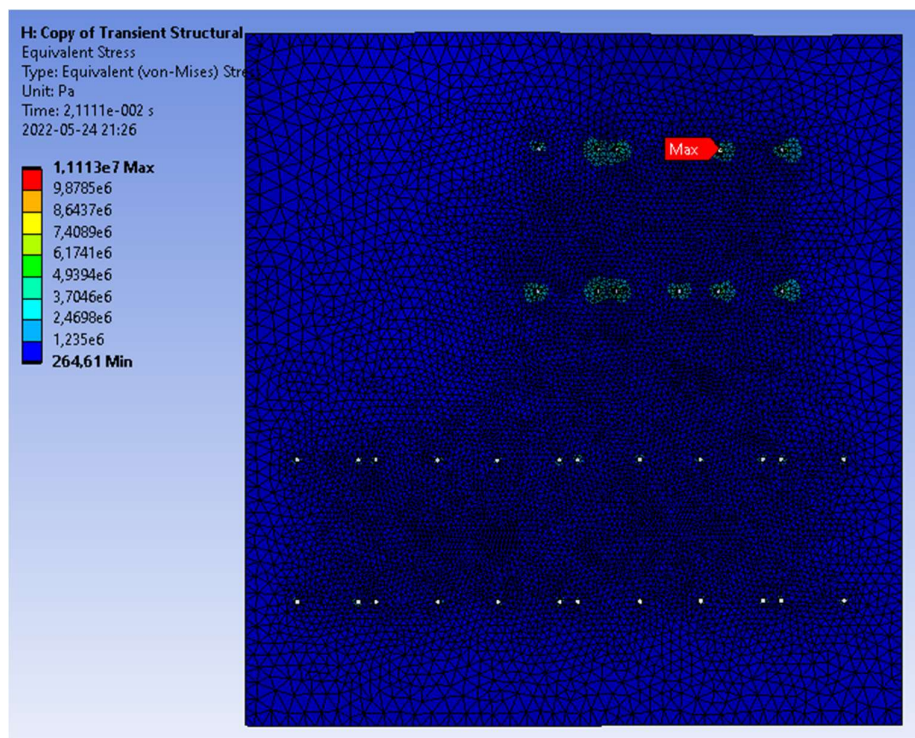 H: Copy of Transient Structural
Equivalent Stress
Type: Equivalent (von-Mises) Stre
Unit: Pa
Time: 2,1111e-002 s
2022-05-24 21:26
1,1113e7 Max
9,8785e6
8,6437e6
7,4089e6
6,1741e6
4,9394e6
3,7046e6
2,4698e6
1,235e6
264,61 Min
Max